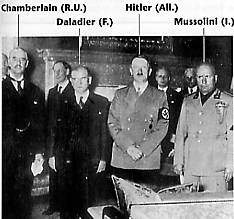 Chamberlain (R.U.) Hitler (All.)
Daladier (F.) Mussolini (I.)